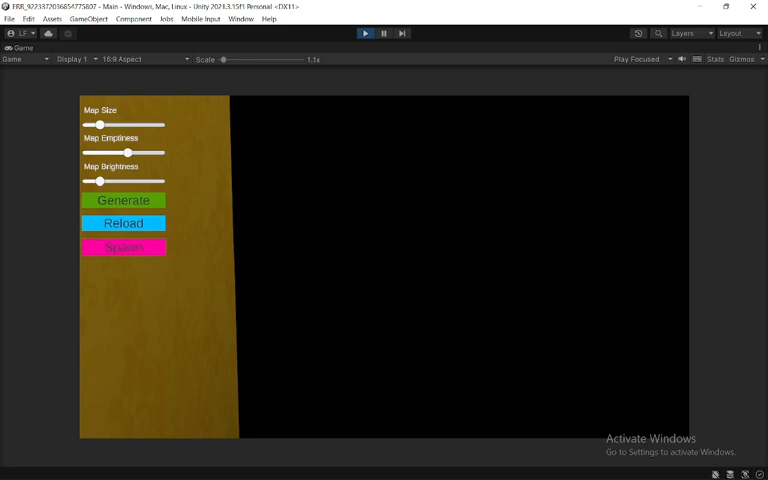 ERR_9223372036854775807 - Main - Windows, Mac, Linux - Unity 2021.3.15f1 Personal <DX11>
File Edit Assets GameObject Component Jobs Mobile Input Window Help
LF Layers Layout
Game
Game Display 1 16:9 Aspect Scale 1.1x Play Focused Stats Gizmos
Map Size
Map Emptiness
Map Brightness
Generate
Reload
Spawn
Activate Windows
Go to Settings to activate Windows.